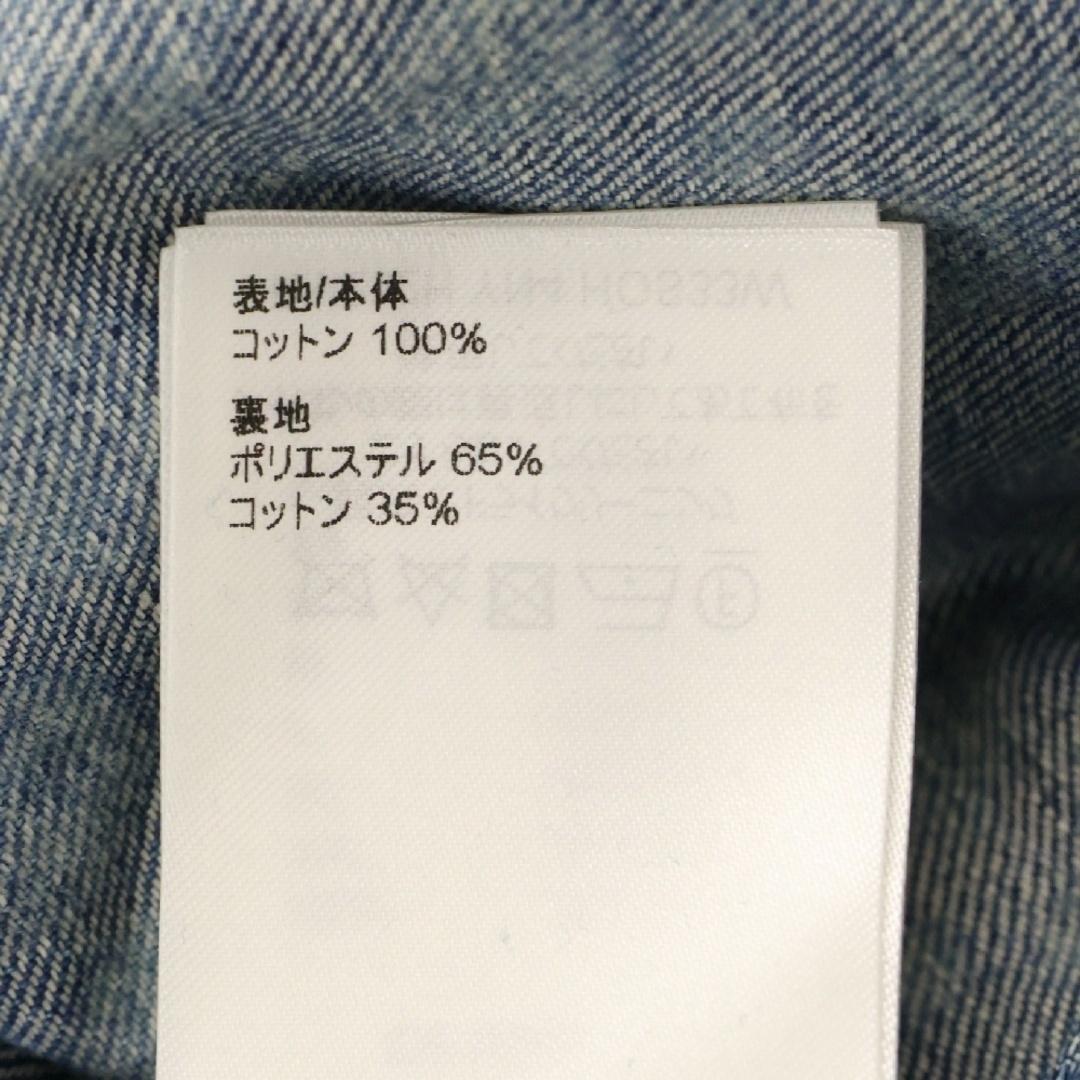 表地/本体
コットン 100%
裏地
ポリエステル 65%
コットン 35%